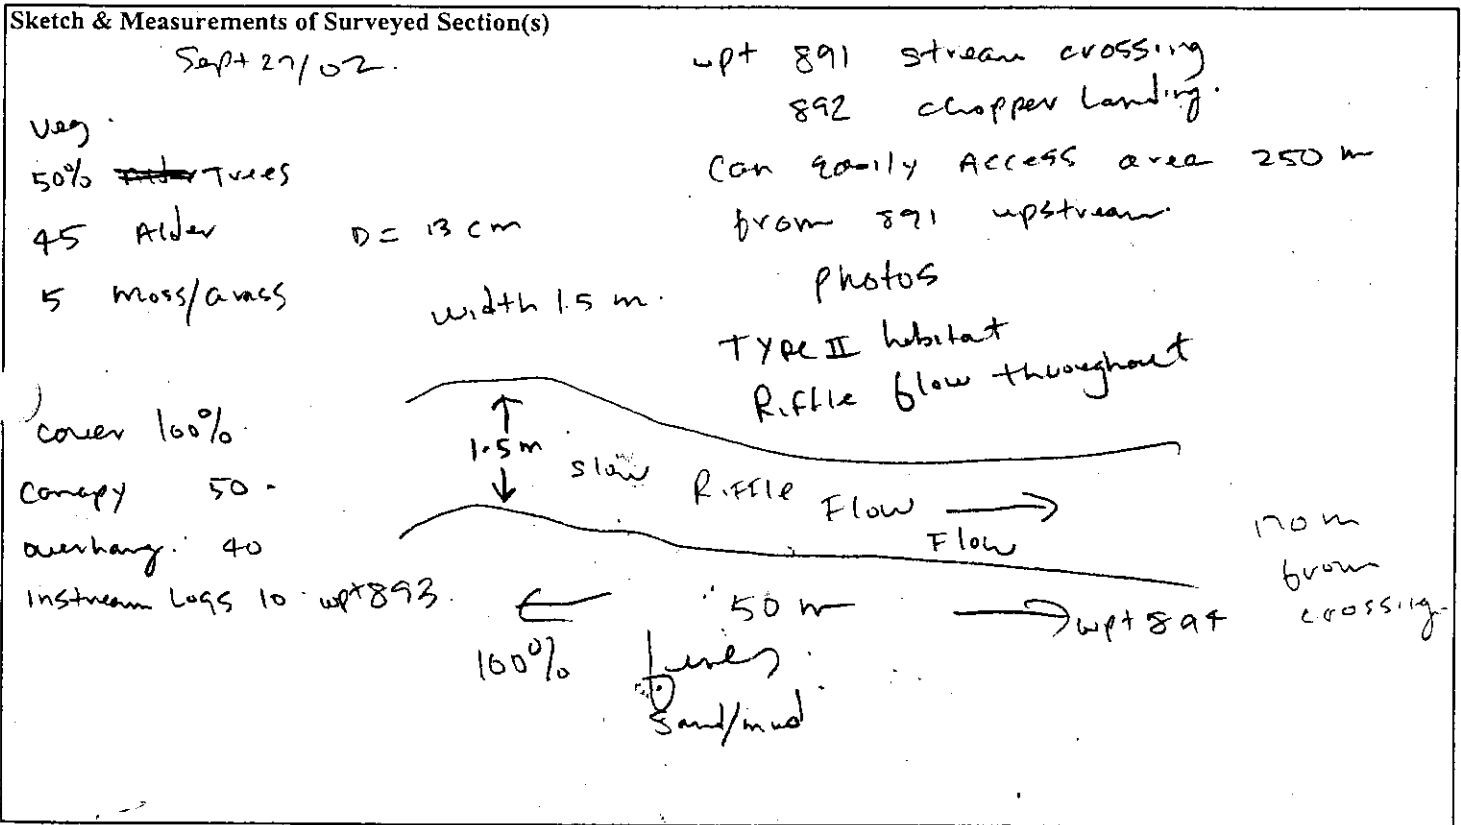 Sketch & Measurements of Surveyed Section(s)
Sept 27/02.
wpt 891 stream crossing
892 chopper Landing.
Can easily Access area 250 m
from 891 upstream.
Photos
TYPE II habitat
Riffle flow throughout
Veg.
50% Trees
45 Alder
5 Moss/Grass
D = 13 cm
width 1.5 m.
cover 100%.
Canopy 50
overhang. 40
Instream Logs 10
1.5 m
Slow Riffle Flow
Flow
wpt 893.
50 m
wpt 894
170 m
from
crossing.
100% fines
Sand/mud